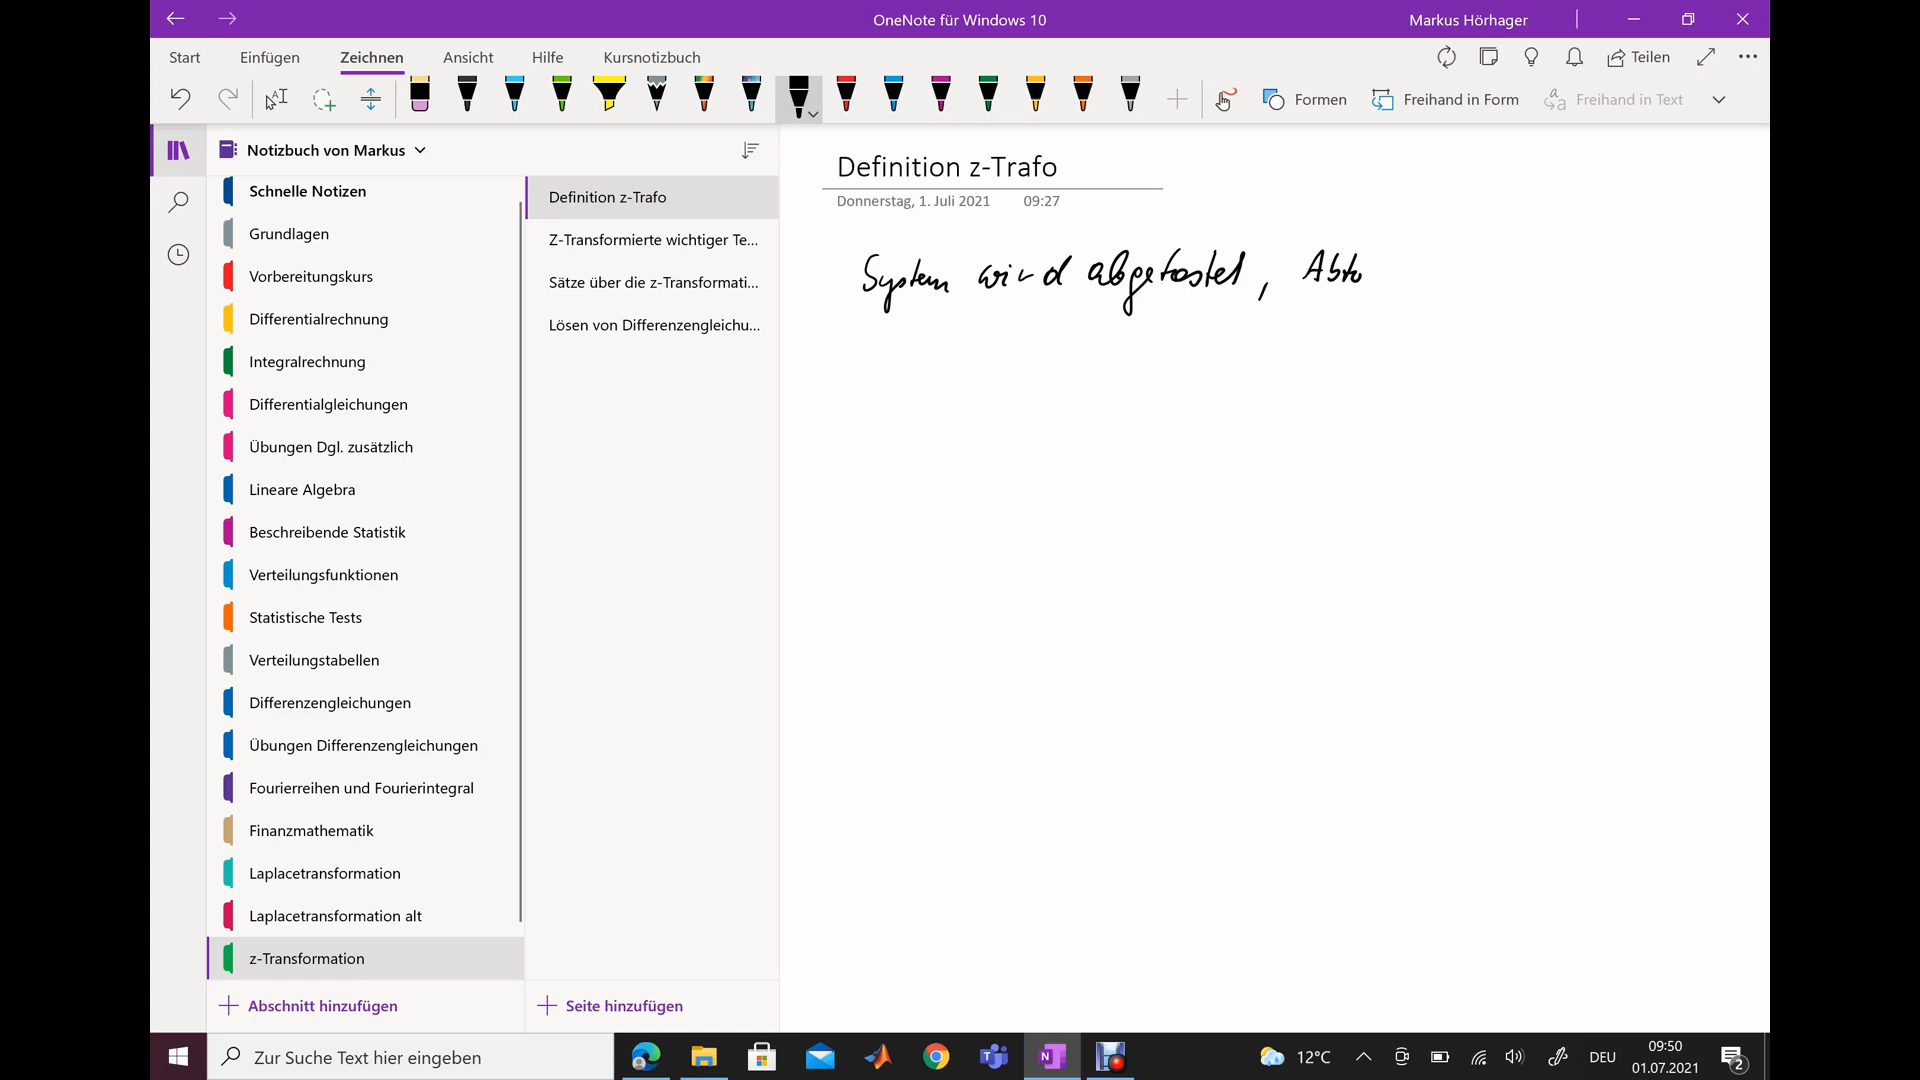 OneNote für Windows 10
Markus Hörhager
Start Einfügen Zeichnen Ansicht Hilfe Kursnotizbuch
Teilen
Formen Freihand in Form Freihand in Text
Notizbuch von Markus
Schnelle Notizen
Grundlagen
Vorbereitungskurs
Differentialrechnung
Integralrechnung
Differentialgleichungen
Übungen Dgl. zusätzlich
Lineare Algebra
Beschreibende Statistik
Verteilungsfunktionen
Statistische Tests
Verteilungstabellen
Differenzengleichungen
Übungen Differenzengleichungen
Fourierreihen und Fourierintegral
Finanzmathematik
Laplacetransformation
Laplacetransformation alt
z-Transformation
Abschnitt hinzufügen
Definition z-Trafo
Z-Transformierte wichtiger Te...
Sätze über die z-Transformati...
Lösen von Differenzengleichu...
Seite hinzufügen
Definition z-Trafo
Donnerstag, 1. Juli 2021 09:27
System wird abgetastet, Abta
Zur Suche Text hier eingeben
12°C
DEU
09:50
01.07.2021
2